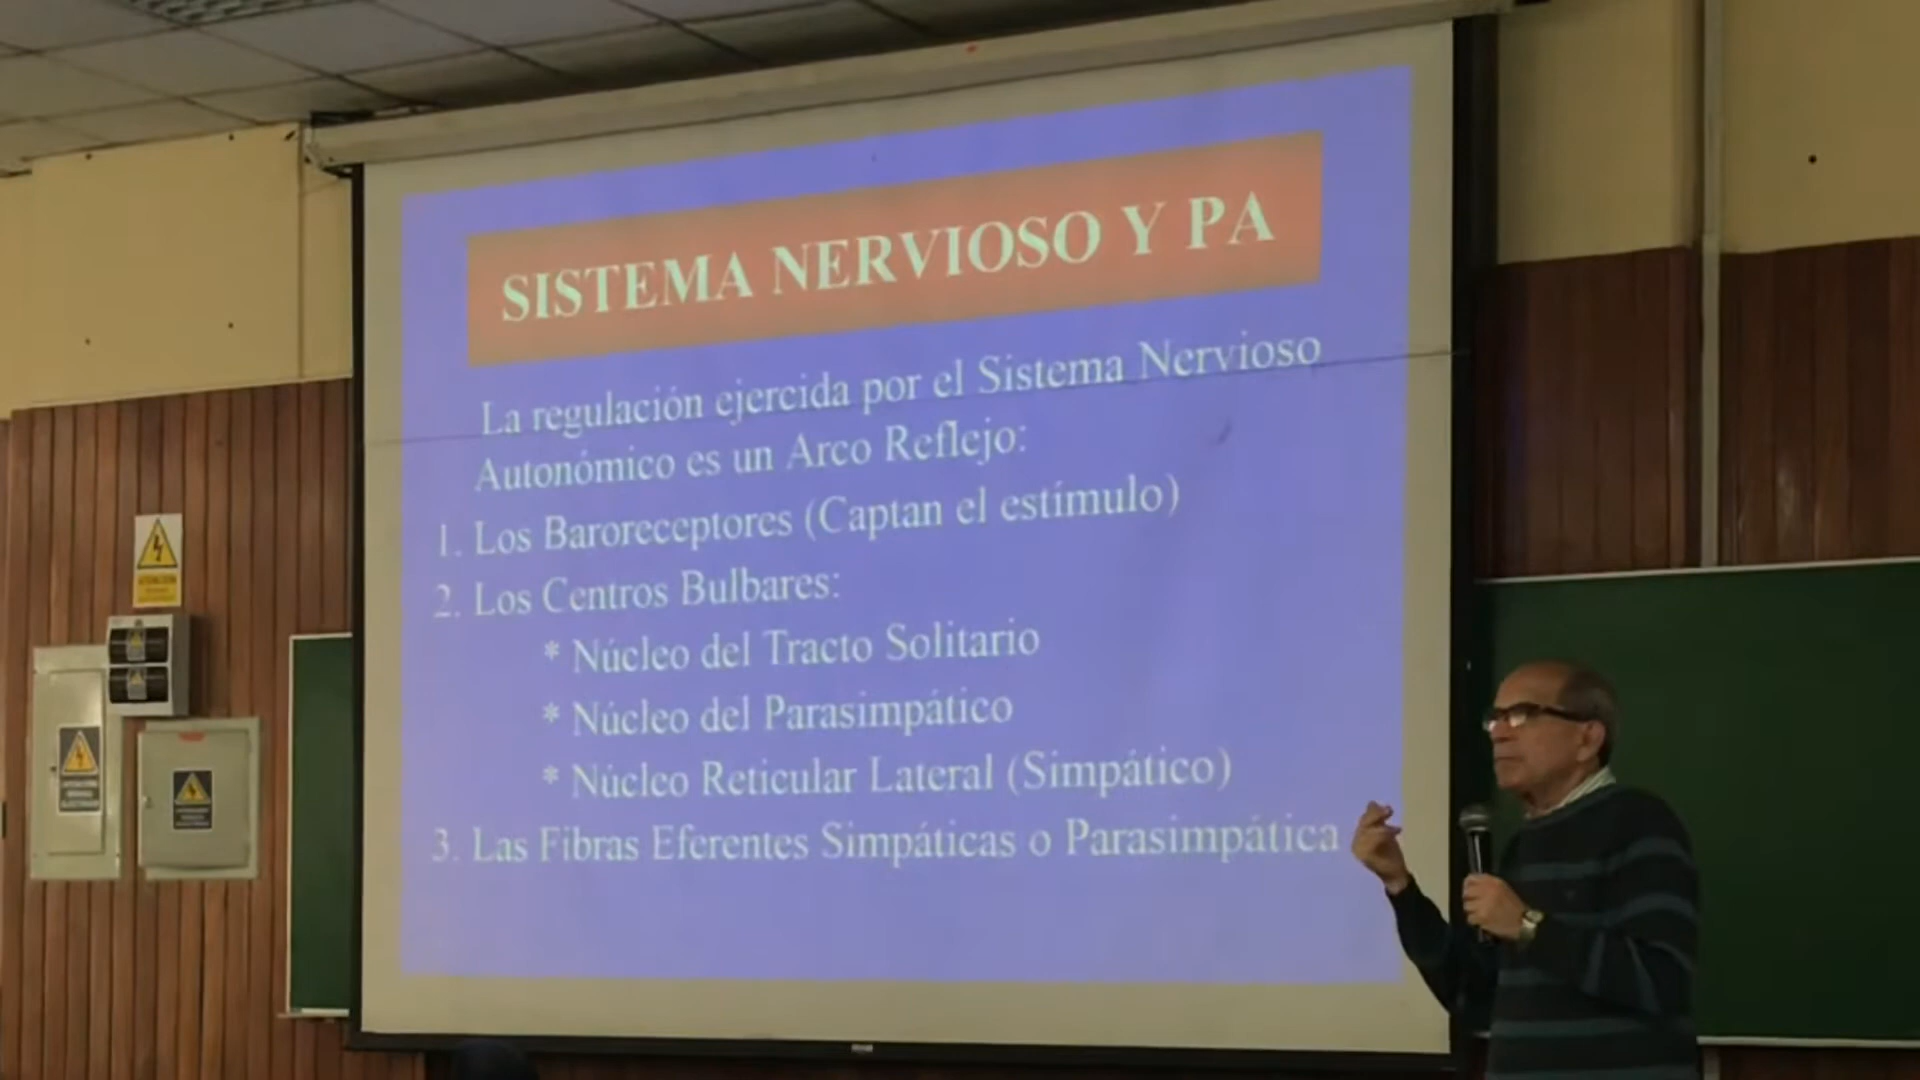 SISTEMA NERVIOSO Y PA
La regulación ejercida por el Sistema Nervioso
Autonómico es un Arco Reflejo:
1. Los Baroreceptores (Captan el estímulo)
2. Los Centros Bulbares:
* Núcleo del Tracto Solitario
* Núcleo del Parasimpático
* Núcleo Reticular Lateral (Simpático)
3. Las Fibras Eferentes Simpáticas o Parasimpática